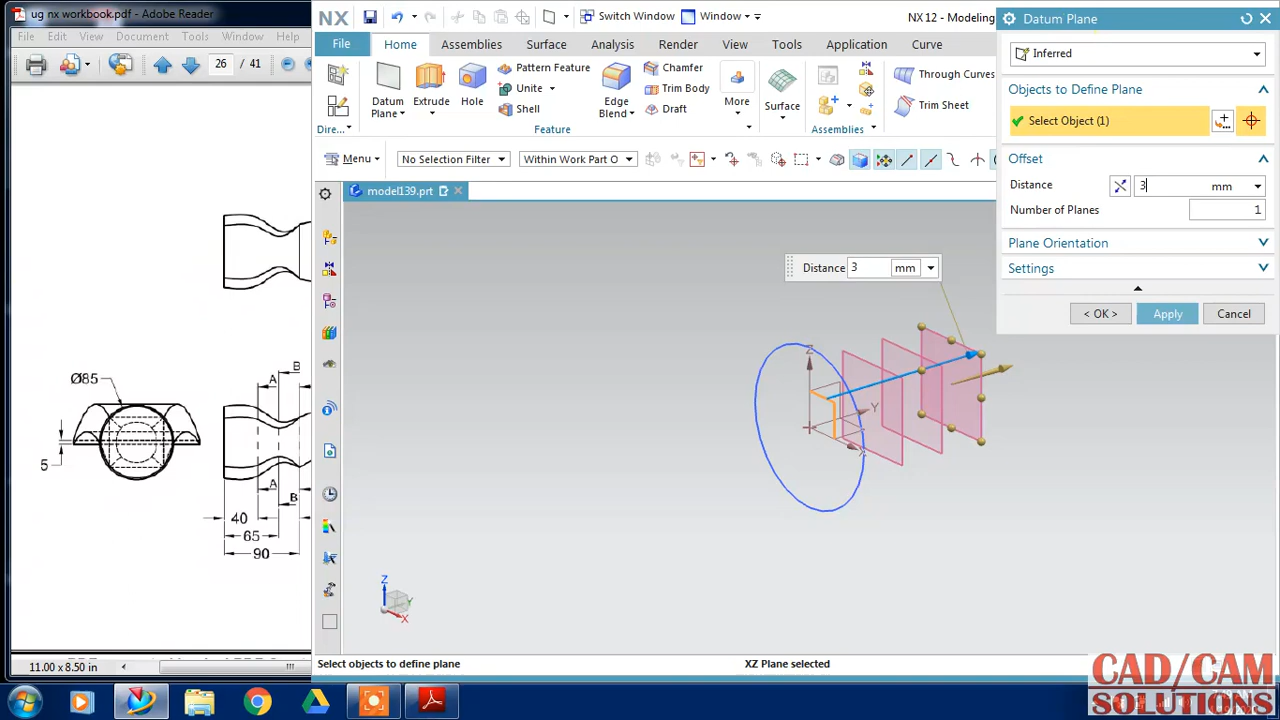 ug nx workbook.pdf - Adobe Reader
File Edit View Document Tools Window Help
26 / 41
Ø85
5
A
B
A
B
40
65
90
11.00 x 8.50 in
NX
Switch Window
Window
NX 12 - Modeling
File Home Assemblies Surface Analysis Render View Tools Application Curve
Datum Plane
Extrude
Hole
Pattern Feature
Unite
Shell
Edge Blend
Chamfer
Trim Body
Draft
More
Surface
Through Curves
Trim Sheet
Dire...
Feature
Assemblies
Menu
No Selection Filter
Within Work Part O
model139.prt
Distance 3 mm
Z
Y
X
Z
Y
X
Select objects to define plane
XZ Plane selected
Datum Plane
Inferred
Objects to Define Plane
Select Object (1)
Offset
Distance 3 mm
Number of Planes 1
Plane Orientation
Settings
< OK > Apply Cancel
CAD/CAM
SOLUTIONS